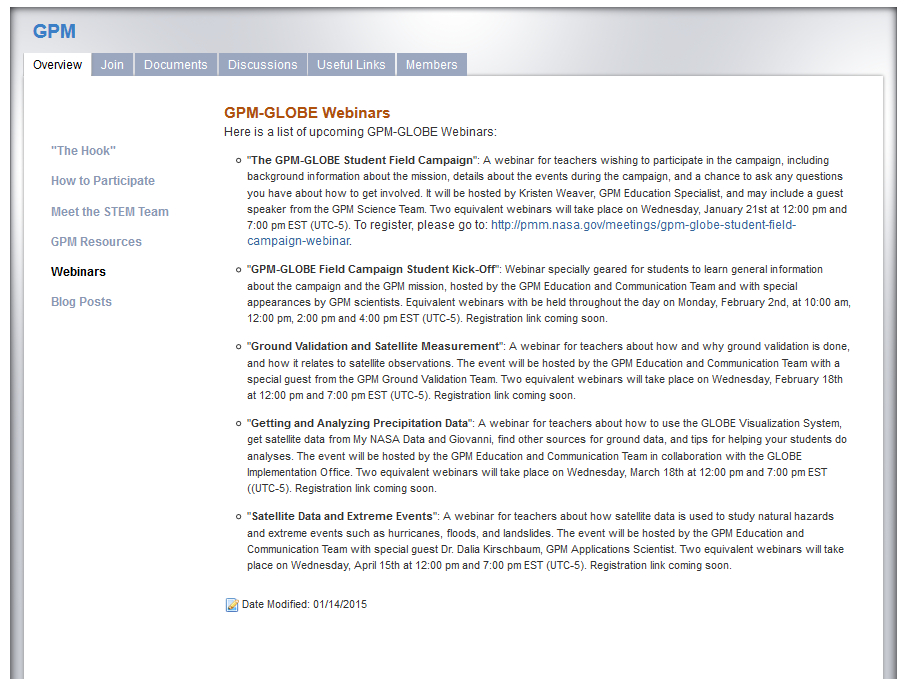 GPM
Overview
Join
Documents
Discussions
Useful Links
Members
"The Hook"
How to Participate
Meet the STEM Team
GPM Resources
Webinars
Blog Posts
GPM-GLOBE Webinars
Here is a list of upcoming GPM-GLOBE Webinars:
"The GPM-GLOBE Student Field Campaign": A webinar for teachers wishing to participate in the campaign, including
background information about the mission, details about the events during the campaign, and a chance to ask any questions
you have about how to get involved. It will be hosted by Kristen Weaver, GPM Education Specialist, and may include a guest
speaker from the GPM Science Team. Two equivalent webinars will take place on Wednesday, January 21st at 12:00 pm and
7:00 pm EST (UTC-5). To register, please go to: http://pmm.nasa.gov/meetings/gpm-globe-student-field-
campaign-webinar.
"GPM-GLOBE Field Campaign Student Kick-Off": Webinar specially geared for students to learn general information
about the campaign and the GPM mission, hosted by the GPM Education and Communication Team and with special
appearances by GPM scientists. Equivalent webinars with be held throughout the day on Monday, February 2nd, at 10:00 am,
12:00 pm, 2:00 pm and 4:00 pm EST (UTC-5). Registration link coming soon.
"Ground Validation and Satellite Measurement": A webinar for teachers about how and why ground validation is done,
and how it relates to satellite observations. The event will be hosted by the GPM Education and Communication Team with a
special guest from the GPM Ground Validation Team. Two equivalent webinars will take place on Wednesday, February 18th
at 12:00 pm and 7:00 pm EST (UTC-5). Registration link coming soon.
"Getting and Analyzing Precipitation Data": A webinar for teachers about how to use the GLOBE Visualization System,
get satellite data from My NASA Data and Giovanni, find other sources for ground data, and tips for helping your students do
analyses. The event will be hosted by the GPM Education and Communication Team in collaboration with the GLOBE
Implementation Office. Two equivalent webinars will take place on Wednesday, March 18th at 12:00 pm and 7:00 pm EST
((UTC-5). Registration link coming soon.
"Satellite Data and Extreme Events": A webinar for teachers about how satellite data is used to study natural hazards
and extreme events such as hurricanes, floods, and landslides. The event will be hosted by the GPM Education and
Communication Team with special guest Dr. Dalia Kirschbaum, GPM Applications Scientist. Two equivalent webinars will take
place on Wednesday, April 15th at 12:00 pm and 7:00 pm EST (UTC-5). Registration link coming soon.
Date Modified: 01/14/2015